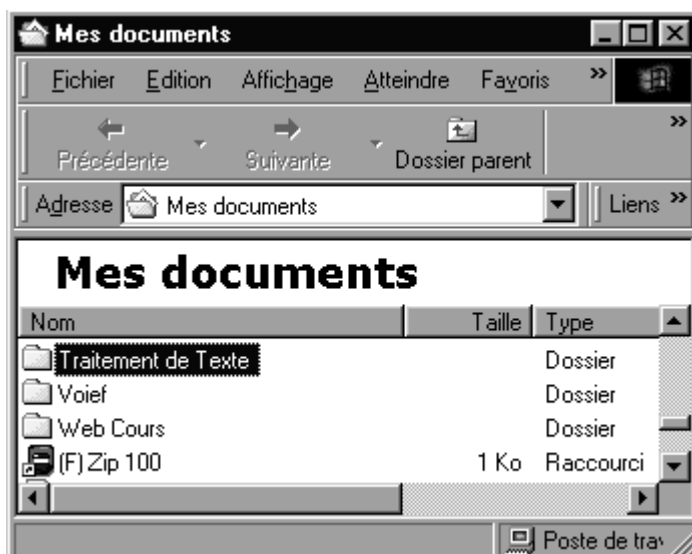 Mes documents
Fichier Edition Affichage Atteindre Favoris »
Précédente Suivante Dossier parent »
Adresse Mes documents Liens »
Mes documents
Nom Taille Type
Traitement de Texte Dossier
Voief Dossier
Web Cours Dossier
(F) Zip 100 1 Ko Raccourci
Poste de trav